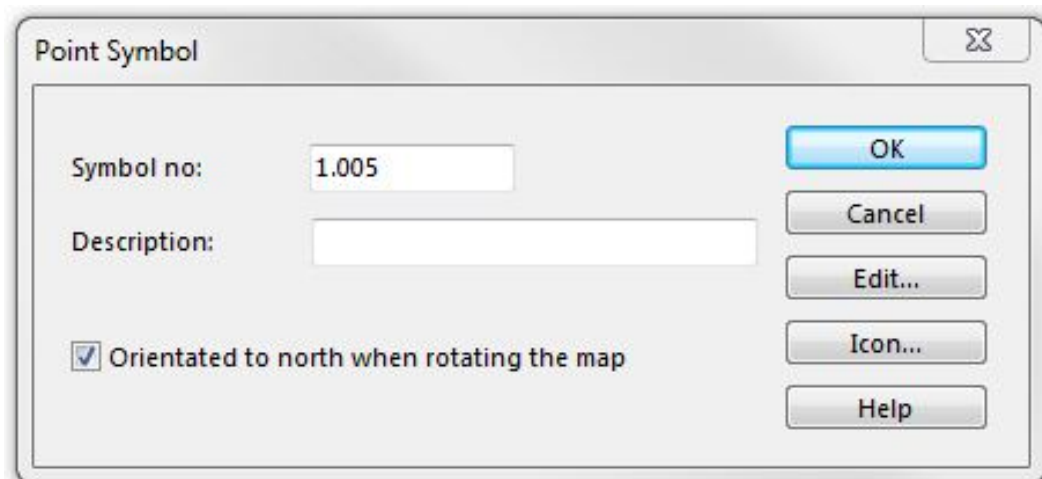 Point Symbol
Symbol no: 1.005 OK
Cancel
Description:
Edit...
Icon...
Orientated to north when rotating the map
Help